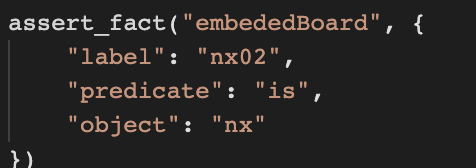 assert_fact("embededBoard", {
    "label": "nx02",
    "predicate": "is",
    "object": "nx"
})